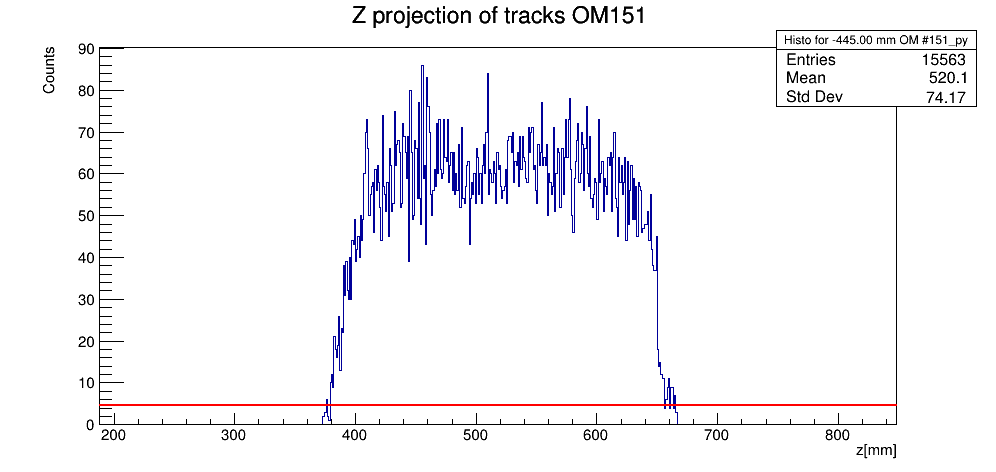 Z projection of tracks OM151
Histo for -445.00 mm OM #151_py
Entries 15563
Mean 520.1
Std Dev 74.17
Counts
90
80
70
60
50
40
30
20
10
0
200 300 400 500 600 700 800
z[mm]